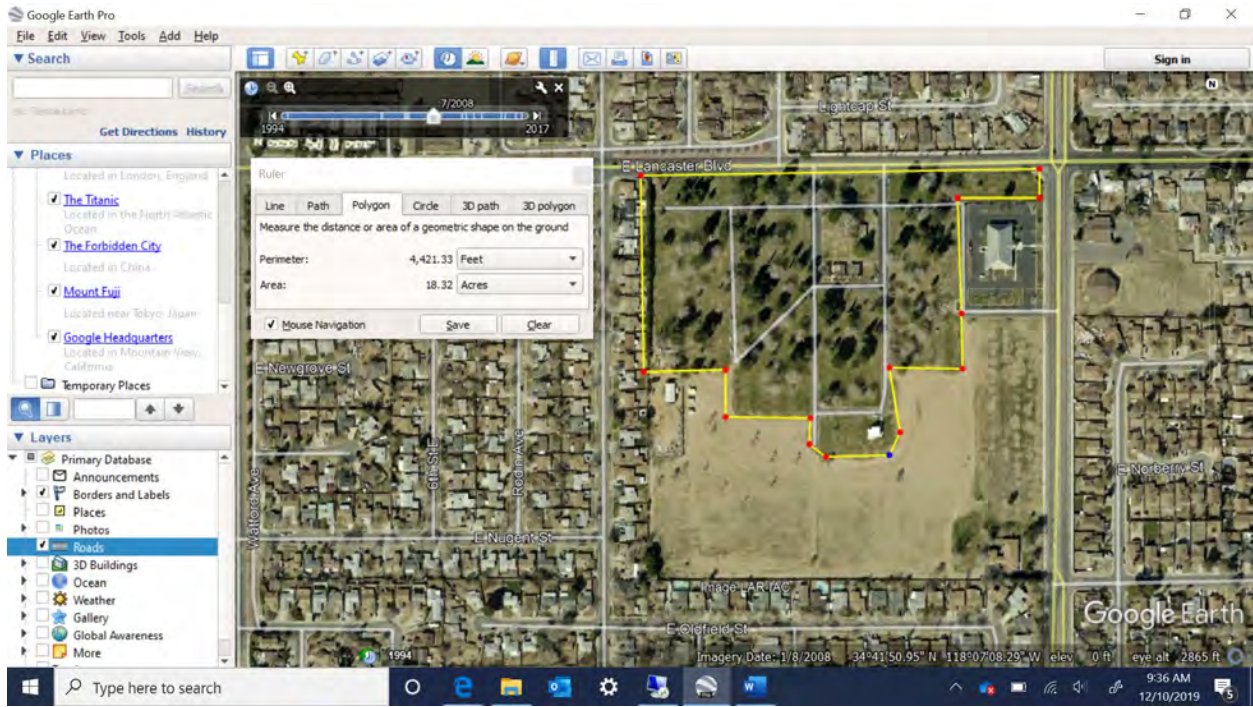 Google Earth Pro
File Edit View Tools Add Help
Search
Search
Get Directions History
Places
Located in London, England
The Titanic
Located in the North Atlantic
Ocean
The Forbidden City
Located in China.
Mount Fuji
Located near Tokyo, Japan
Google Headquarters
Located in Mountain View,
California
Temporary Places
Layers
Primary Database
Announcements
Borders and Labels
Places
Photos
Roads
3D Buildings
Ocean
Weather
Gallery
Global Awareness
More
Sign in
7/2008
1994
2017
Ruler
Line Path Polygon Circle 3D path 3D polygon
Measure the distance or area of a geometric shape on the ground
Perimeter: 4,421.33 Feet
Area: 18.32 Acres
Mouse Navigation Save Clear
N
Lightcap St
E Lancaster Blvd
E Newgrove St
Watford Ave
6th St E
Rodin Ave
E Nugent St
E Norberry St
E Oldfield St
Image LAR-IAC
Google Earth
1994
Imagery Date: 1/8/2008 34°41'50.95" N 118°07'08.29" W elev 0 ft eye alt 2865 ft
Type here to search
9:36 AM
12/10/2019
5